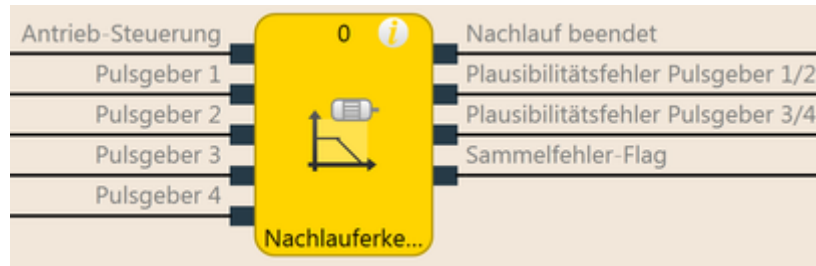 Antrieb-Steuerung
Pulsgeber 1
Pulsgeber 2
Pulsgeber 3
Pulsgeber 4
0
i
Nachlauferke...
Nachlauf beendet
Plausibilitätsfehler Pulsgeber 1/2
Plausibilitätsfehler Pulsgeber 3/4
Sammelfehler-Flag